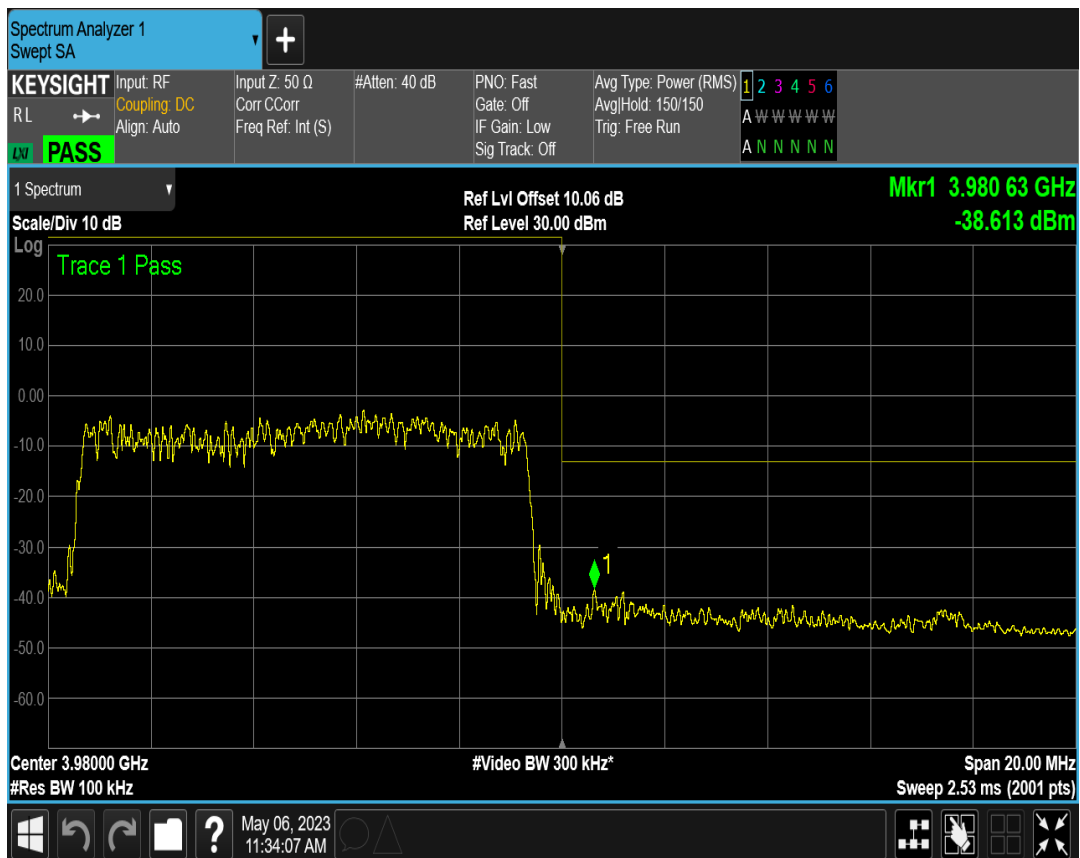 Spectrum Analyzer 1
Swept SA
+
KEYSIGHT
RL
LXI PASS
Input: RF
Coupling: DC
Align: Auto
Input Z: 50 Ω
Corr CCorr
Freq Ref: Int (S)
#Atten: 40 dB
PNO: Fast
Gate: Off
IF Gain: Low
Sig Track: Off
Avg Type: Power (RMS)
Avg|Hold: 150/150
Trig: Free Run
1 2 3 4 5 6
A W W W W W
A N N N N N
1 Spectrum
Scale/Div 10 dB
Ref Lvl Offset 10.06 dB
Ref Level 30.00 dBm
Mkr1 3.980 63 GHz
-38.613 dBm
Log
Trace 1 Pass
20.0
10.0
0.00
-10.0
-20.0
-30.0
1
-40.0
-50.0
-60.0
Center 3.98000 GHz
#Res BW 100 kHz
#Video BW 300 kHz*
Span 20.00 MHz
Sweep 2.53 ms (2001 pts)
?
May 06, 2023
11:34:07 AM